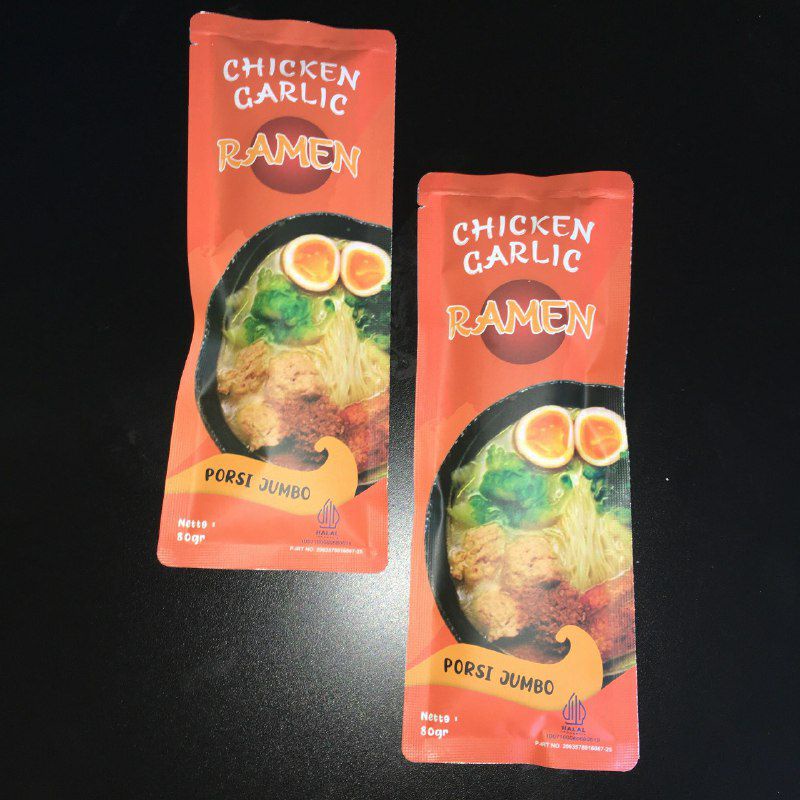 CHICKEN
GARLIC
RAMEN
PORSI JUMBO
Netto :
80gr
HALAL
CHICKEN
GARLIC
RAMEN
PORSI JUMBO
Netto :
80gr
HALAL